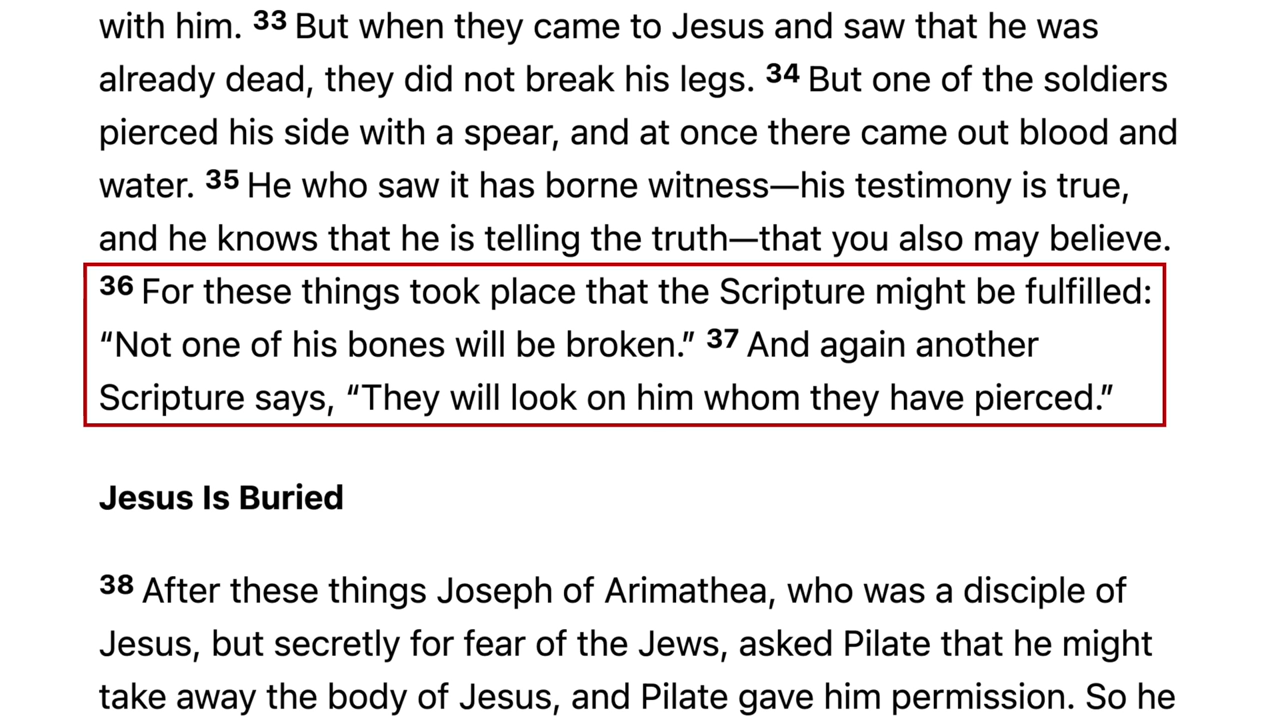 with him. 33 But when they came to Jesus and saw that he was
already dead, they did not break his legs. 34 But one of the soldiers
pierced his side with a spear, and at once there came out blood and
water. 35 He who saw it has borne witness—his testimony is true,
and he knows that he is telling the truth—that you also may believe.
36 For these things took place that the Scripture might be fulfilled:
“Not one of his bones will be broken.” 37 And again another
Scripture says, “They will look on him whom they have pierced.”
Jesus Is Buried
38 After these things Joseph of Arimathea, who was a disciple of
Jesus, but secretly for fear of the Jews, asked Pilate that he might
take away the body of Jesus, and Pilate gave him permission. So he